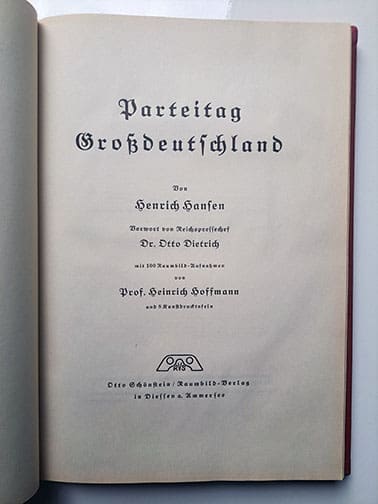 Parteitag
Großdeutschland
Von
Henrich Hansen
Vorwort von Reichspressechef
Dr. Otto Dietrich
mit 100 Raumbild-Aufnahmen
von
Prof. Heinrich Hoffmann
und 8 Kunstdrucktafeln
RVS
Otto Schönstein / Raumbild-Verlag
in Diessen a. Ammersee